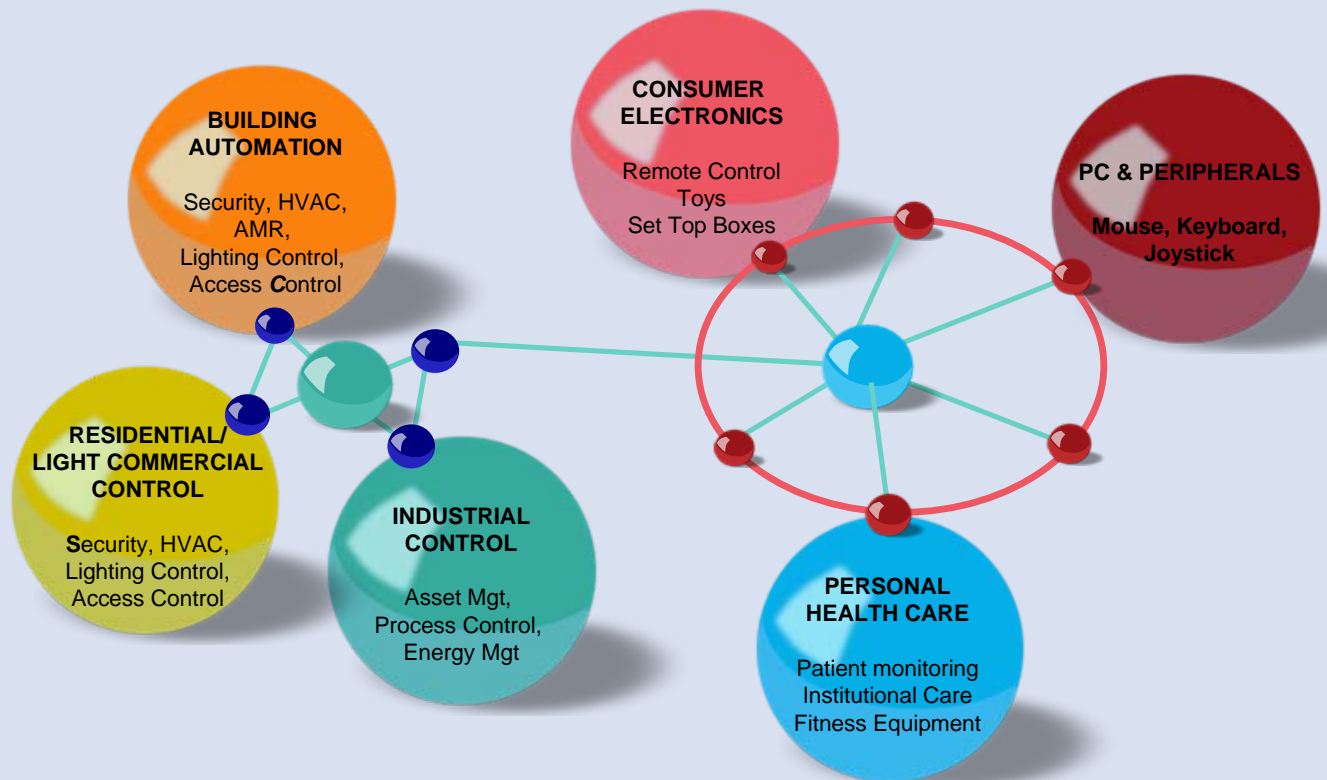 BUILDING
AUTOMATION
Security, HVAC,
AMR,
Lighting Control,
Access Control
CONSUMER
ELECTRONICS
Remote Control
Toys
Set Top Boxes
PC & PERIPHERALS
Mouse, Keyboard,
Joystick
RESIDENTIAL/
LIGHT COMMERCIAL
CONTROL
Security, HVAC,
Lighting Control,
Access Control
INDUSTRIAL
CONTROL
Asset Mgt,
Process Control,
Energy Mgt
PERSONAL
HEALTH CARE
Patient monitoring
Institutional Care
Fitness Equipment